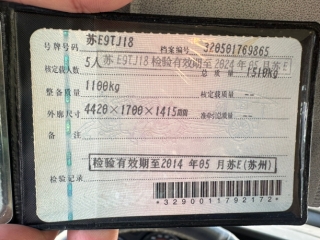 号牌号码 苏E9TJ18 档案编号 320501769865
核定载人数 5人 苏E9TJ18检验有效期至2024年05月苏E
总质量 1510kg
整备质量 1100kg 核定载质量 --
外廓尺寸 4420×1700×1415mm 准牵引总质量 --
备注
检验有效期至2014年05月苏E(苏州)
检验记录
*3290011792172*